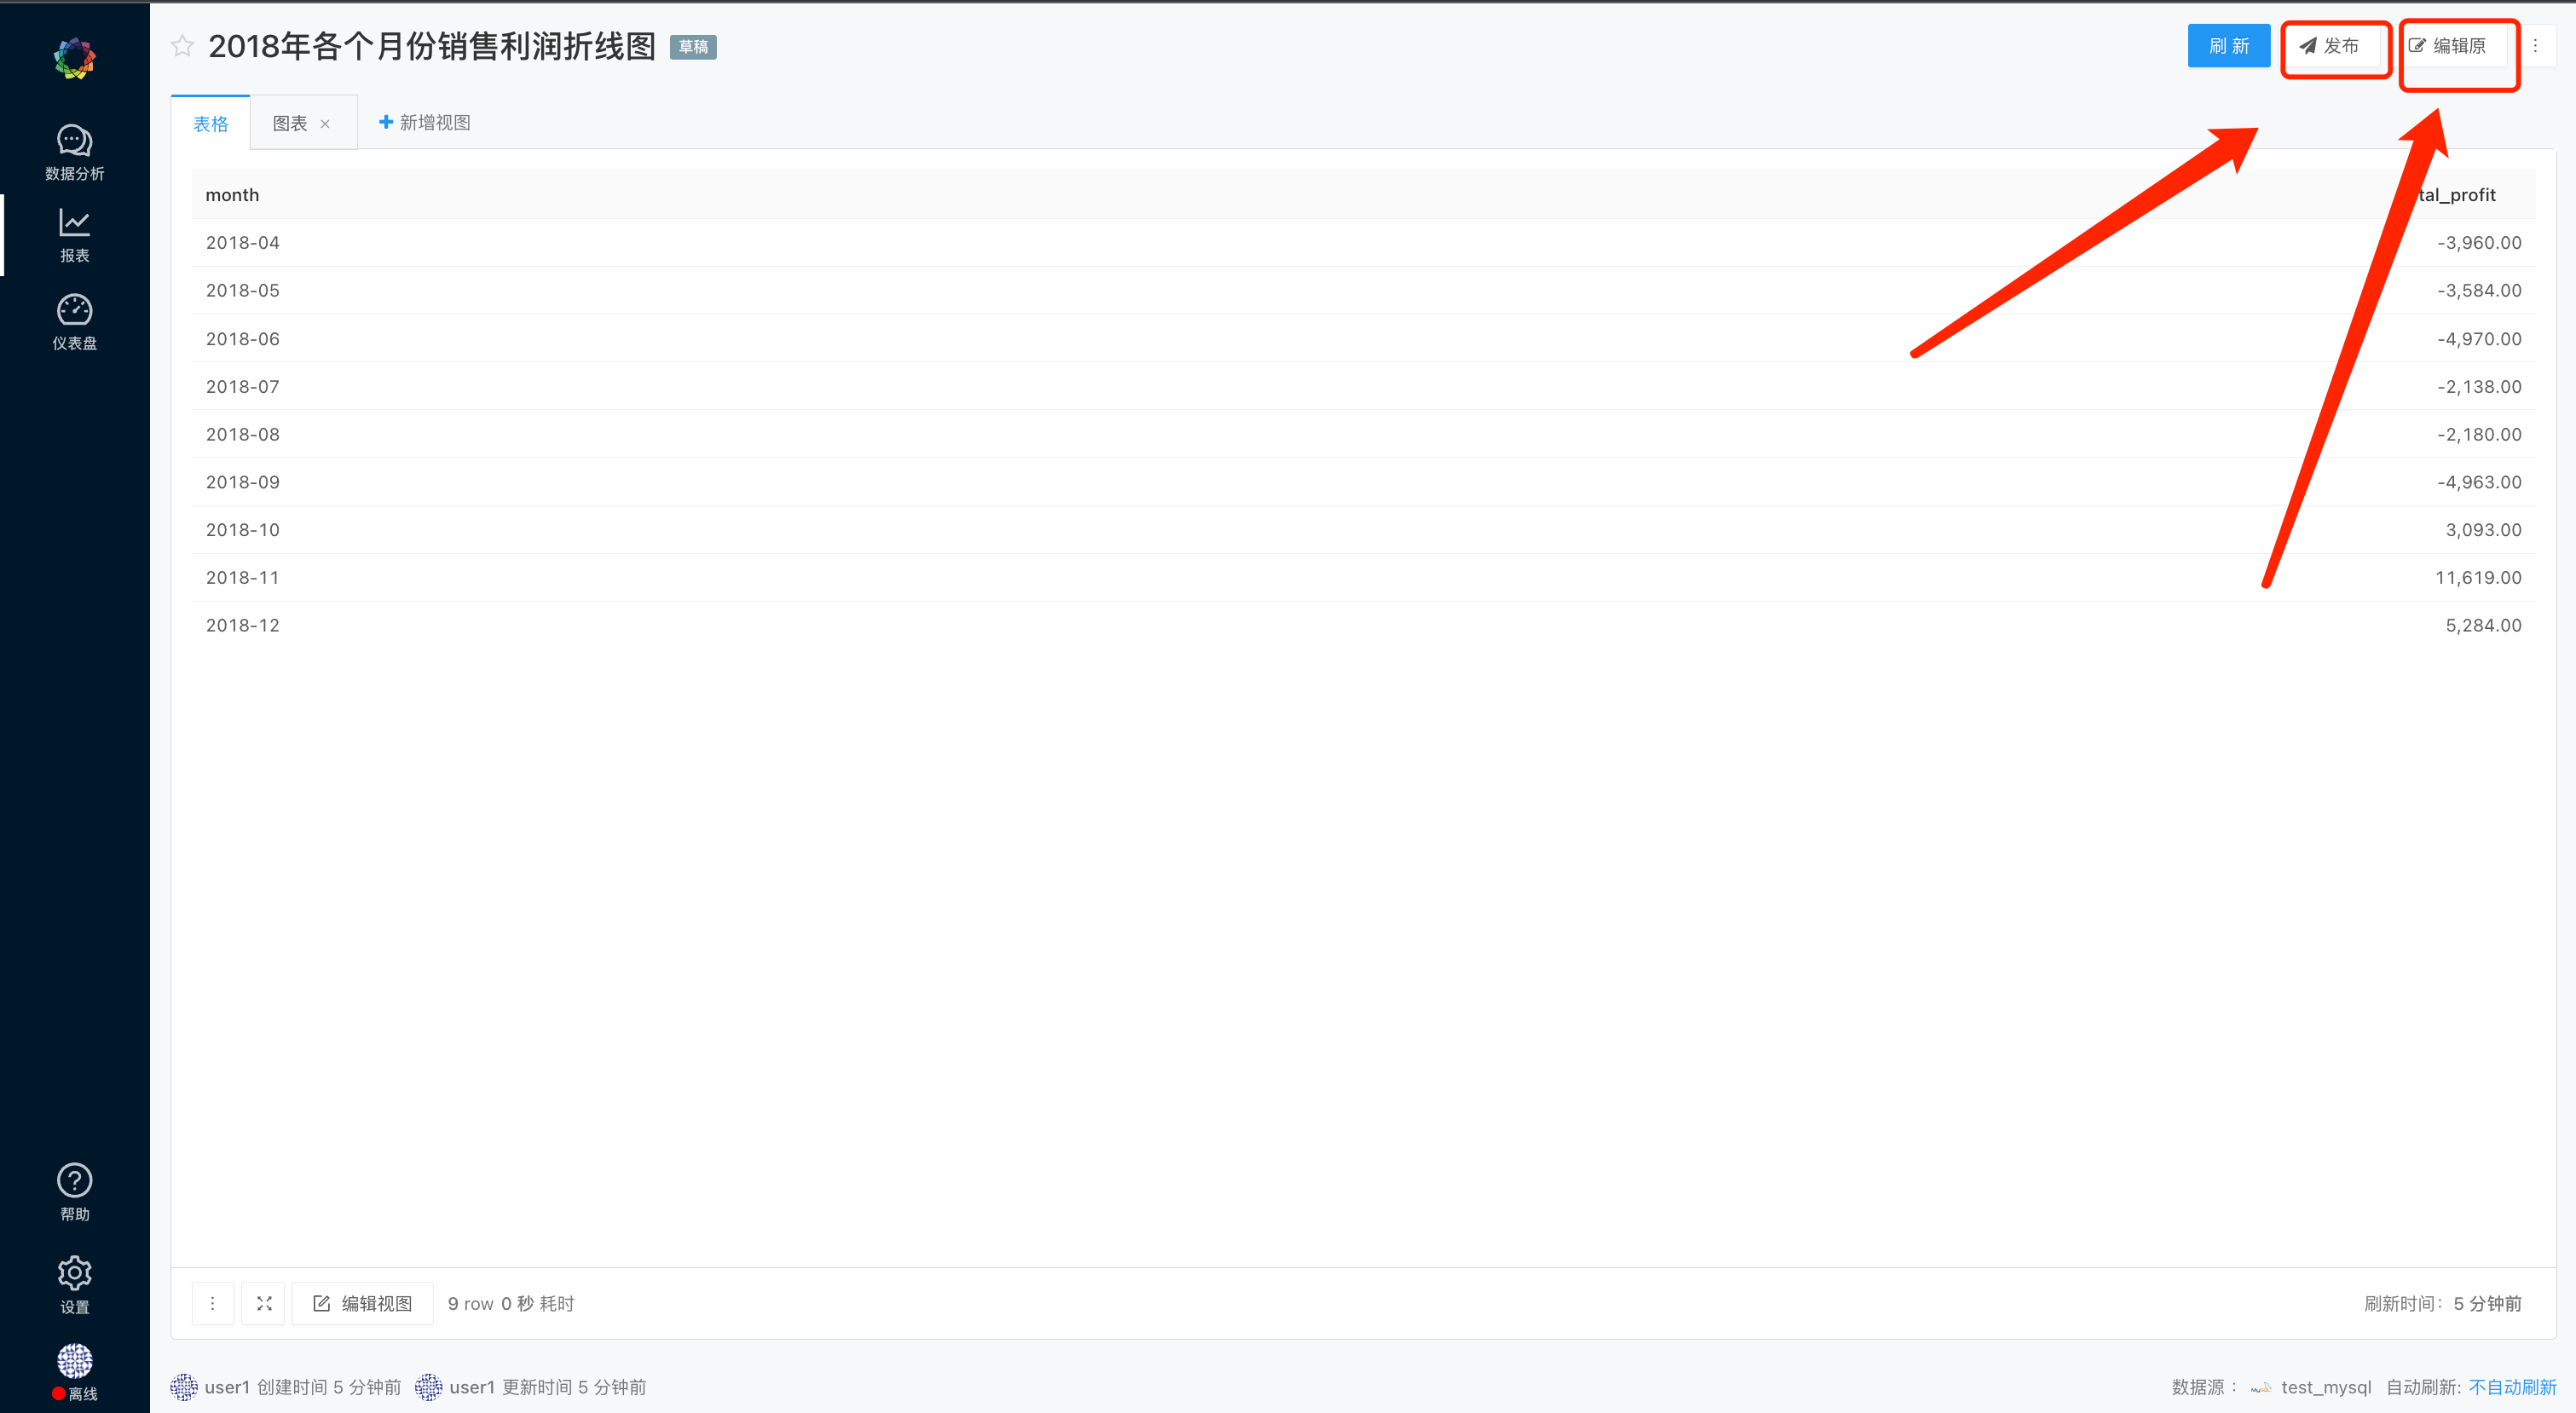 2018年各个月份销售利润折线图 草稿
刷 新 发布 编辑原
数据分析
报表
仪表盘
表格 图表 × + 新增视图
month tal_profit
2018-04 -3,960.00
2018-05 -3,584.00
2018-06 -4,970.00
2018-07 -2,138.00
2018-08 -2,180.00
2018-09 -4,963.00
2018-10 3,093.00
2018-11 11,619.00
2018-12 5,284.00
帮助
设置
离线
编辑视图 9 row 0 秒 耗时 刷新时间: 5 分钟前
user1 创建时间 5 分钟前 user1 更新时间 5 分钟前 数据源： MySQL test_mysql 自动刷新: 不自动刷新